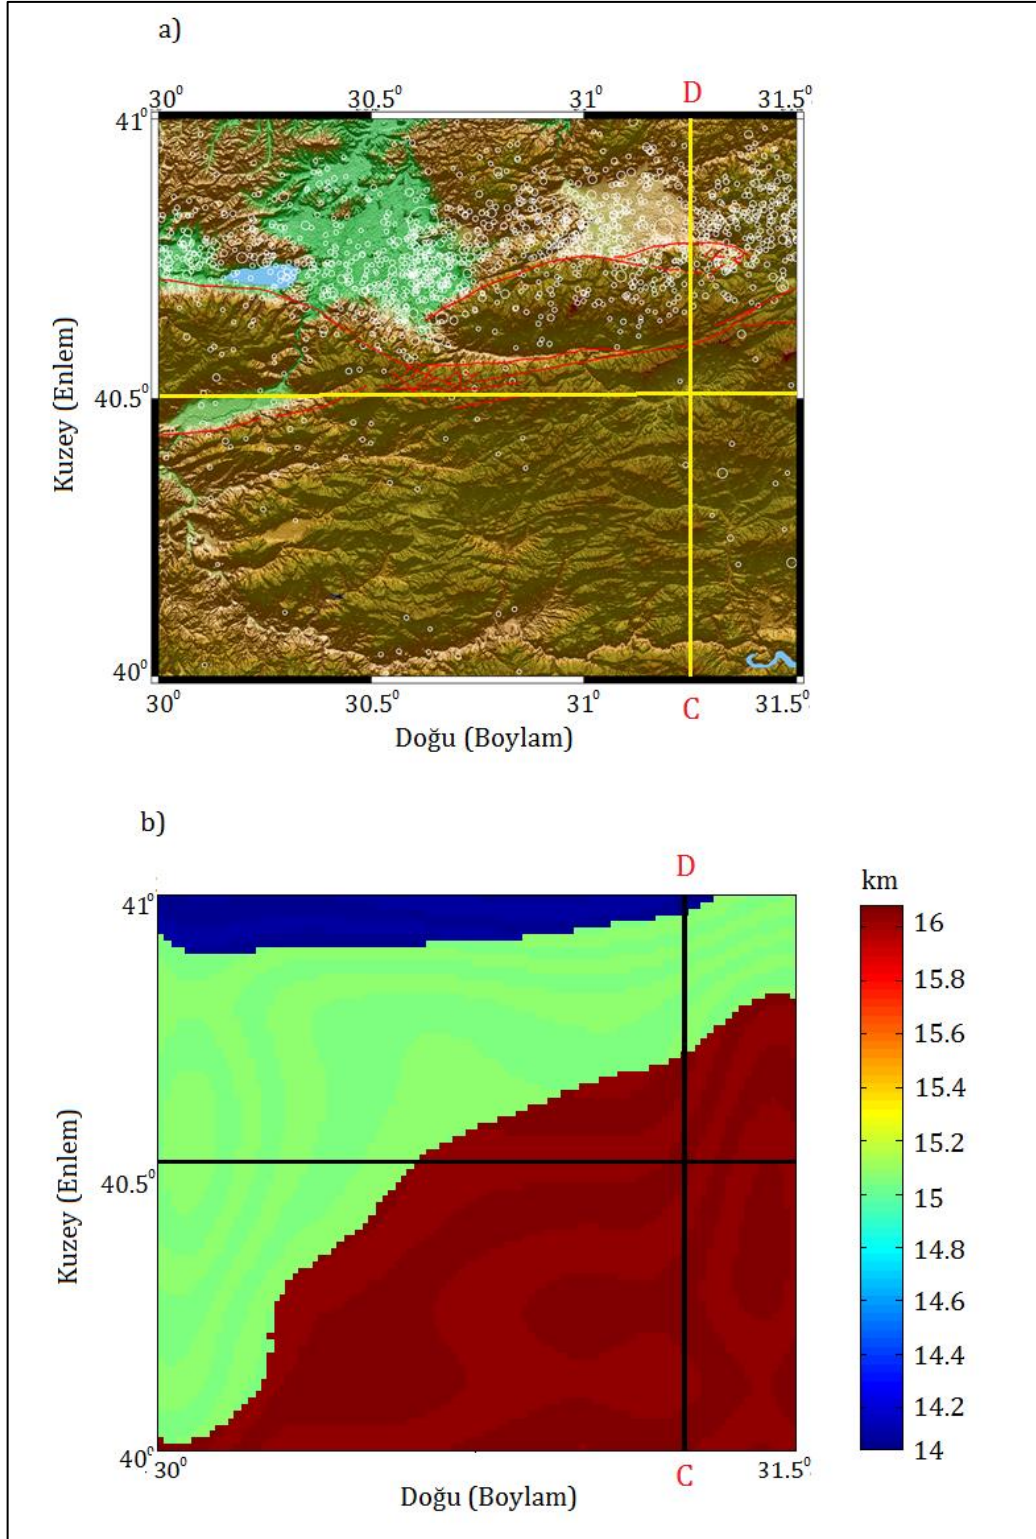 a)
D
30⁰ 30.5⁰ 31⁰ 31.5⁰
41⁰
40.5⁰
40⁰
Kuzey (Enlem)
30⁰ 30.5⁰ 31⁰ 31.5⁰
C
Doğu (Boylam)
b)
D
km
41⁰
40.5⁰
40⁰
Kuzey (Enlem)
30⁰ 31.5⁰
C
Doğu (Boylam)
16
15.8
15.6
15.4
15.2
15
14.8
14.6
14.4
14.2
14